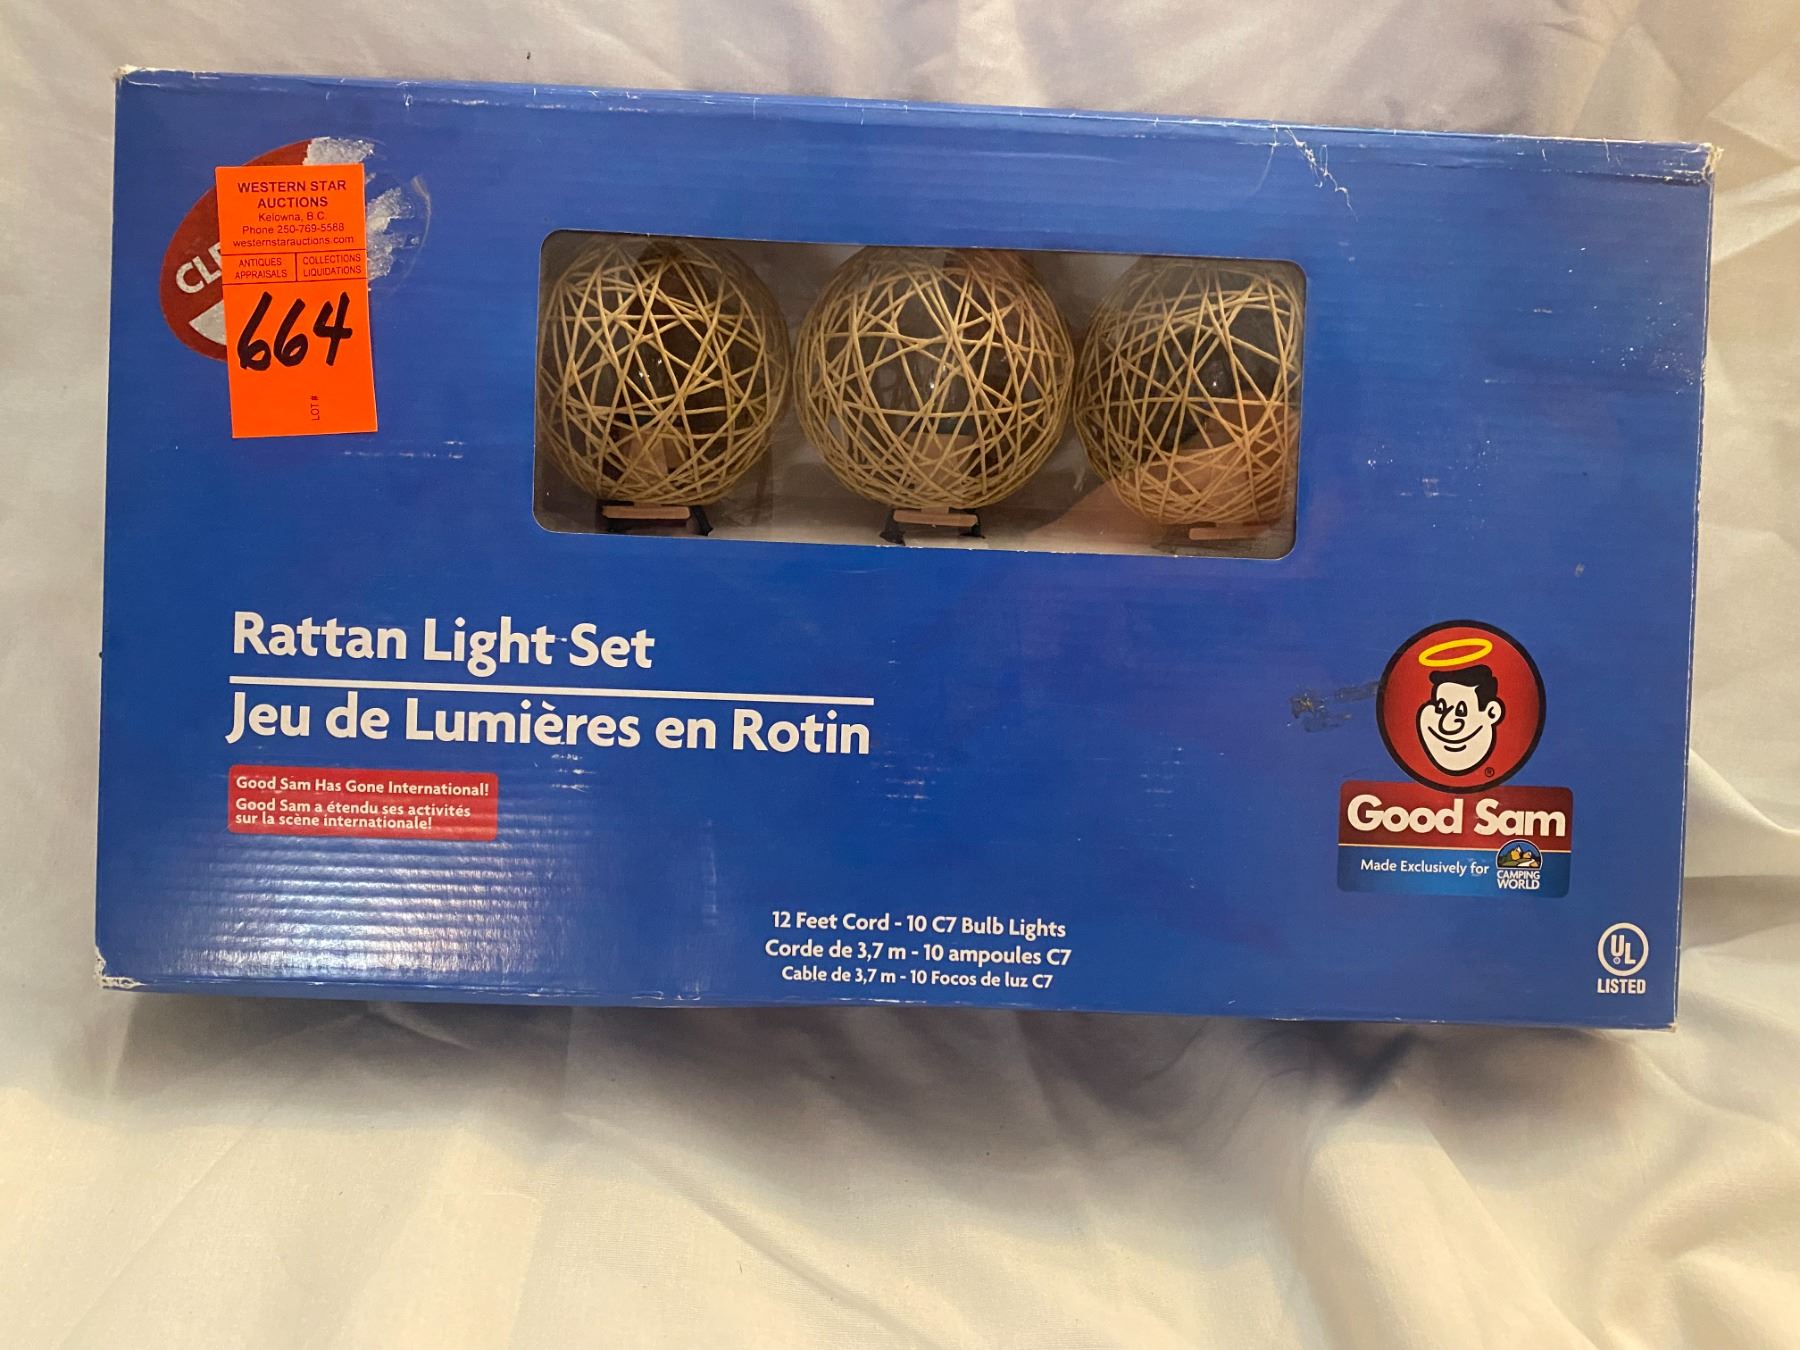 WESTERN STAR
AUCTIONS
Kelowna, B.C.
Phone 250-769-5588
westernstarauctions.com
ANTIQUES
APPRAISALS
COLLECTIONS
LIQUIDATIONS
664
LOT #
Rattan Light Set
Jeu de Lumières en Rotin
Good Sam Has Gone International!
Good Sam a étendu ses activités
sur la scène internationale!
Good Sam
Made Exclusively for
CAMPING
WORLD
12 Feet Cord - 10 C7 Bulb Lights
Corde de 3,7 m - 10 ampoules C7
Cable de 3,7 m - 10 Focos de luz C7
UL
LISTED